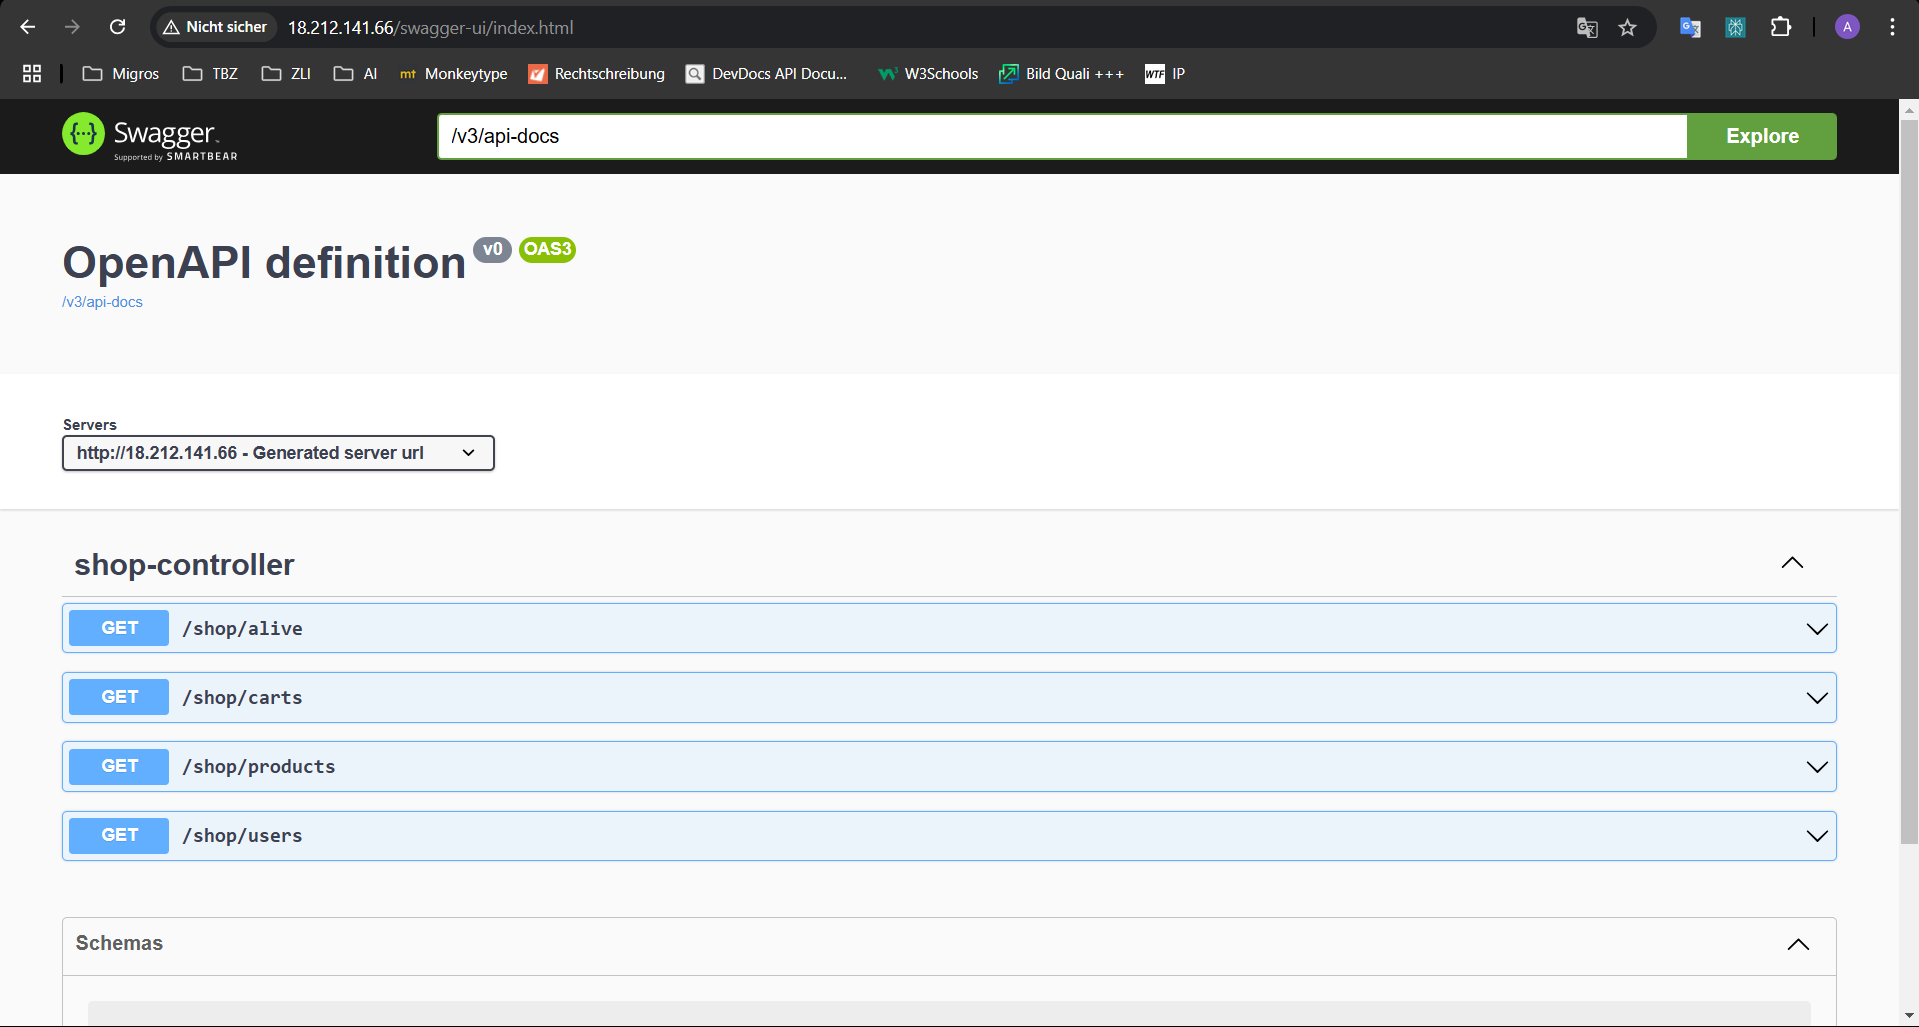 Nicht sicher 18.212.141.66/swagger-ui/index.html A
Migros TBZ ZLI AI mt Monkeytype Rechtschreibung DevDocs API Docu... W3Schools Bild Quali +++ WTF IP
{···} Swagger™ /v3/api-docs Explore
Supported by SMARTBEAR
OpenAPI definition v0 OAS3
/v3/api-docs
Servers
http://18.212.141.66 - Generated server url
shop-controller
GET /shop/alive
GET /shop/carts
GET /shop/products
GET /shop/users
Schemas